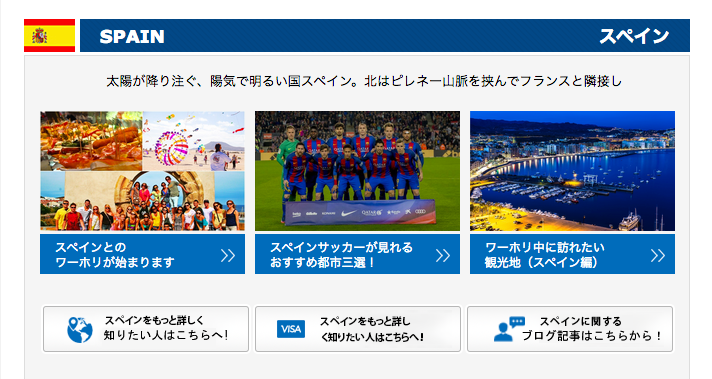 SPAIN
スペイン
太陽が降り注ぐ、陽気で明るい国スペイン。北はピレネー山脈を挟んでフランスと隣接し
スペインとの
ワーホリが始まります
スペインサッカーが見れる
おすすめ都市三選！
ワーホリ中に訪れたい
観光地（スペイン編）
スペインをもっと詳しく
知りたい人はこちらへ!
VISA
スペインをもっと詳し
く知りたい人はこちらへ!
スペインに関する
ブログ記事はこちらから！